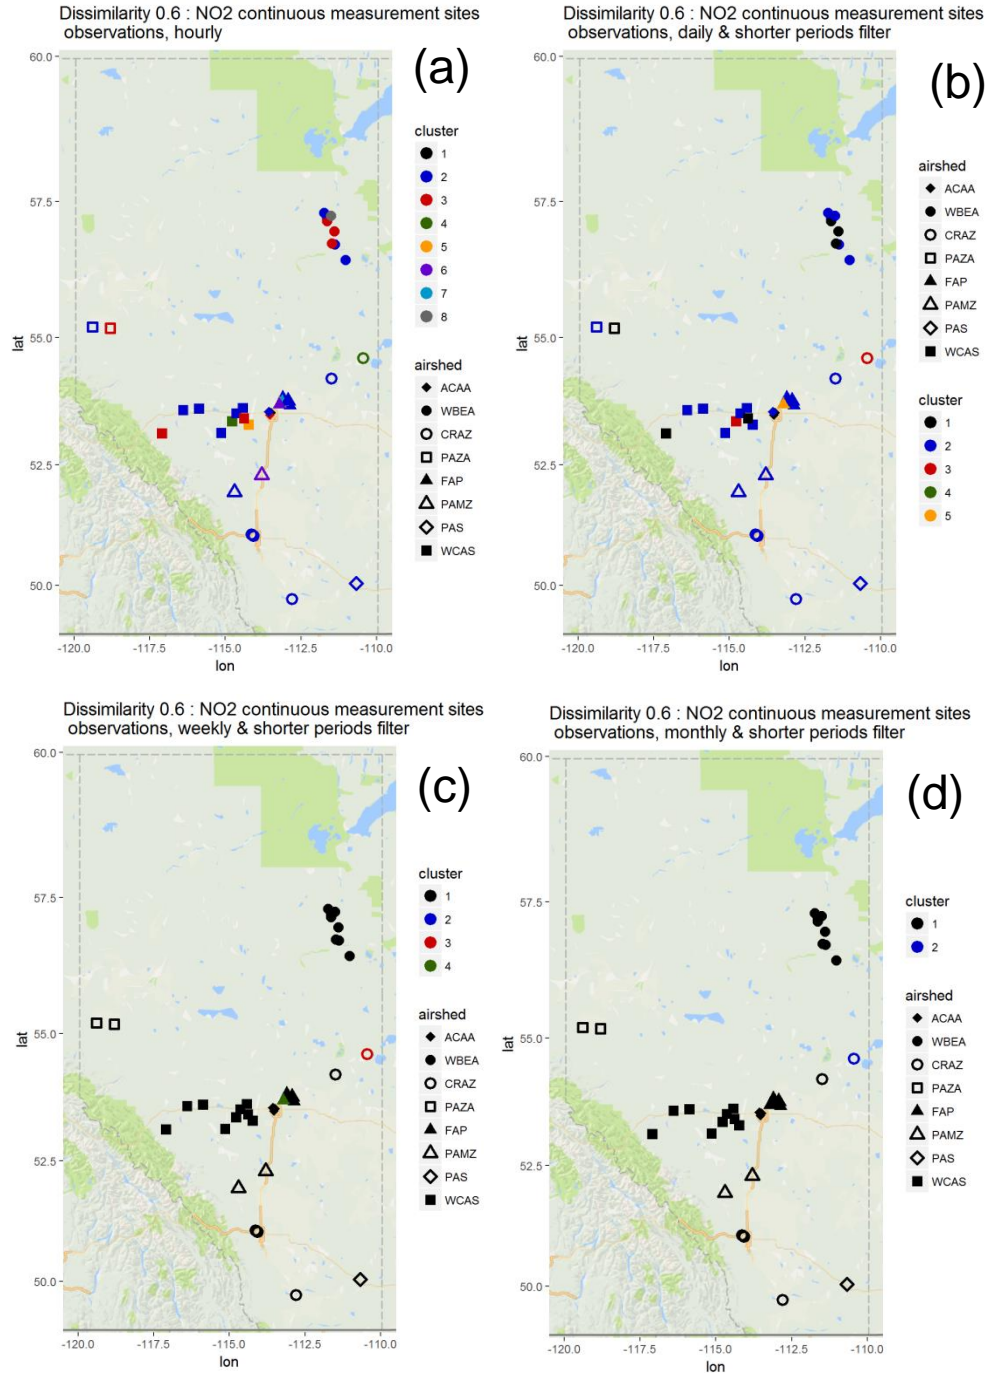 Dissimilarity 0.6 : NO2 continuous measurement sites
observations, hourly
(a)
60.0
57.5
55.0
52.5
50.0
lat
-120.0
-117.5
-115.0
-112.5
-110.0
lon
cluster
1
2
3
4
5
6
7
8
airshed
ACAA
WBEA
CRAZ
PAZA
FAP
PAMZ
PAS
WCAS
Dissimilarity 0.6 : NO2 continuous measurement sites
observations, daily & shorter periods filter
(b)
60.0
57.5
55.0
52.5
50.0
lat
-120.0
-117.5
-115.0
-112.5
-110.0
lon
airshed
ACAA
WBEA
CRAZ
PAZA
FAP
PAMZ
PAS
WCAS
cluster
1
2
3
4
5
Dissimilarity 0.6 : NO2 continuous measurement sites
observations, weekly & shorter periods filter
(c)
60.0
57.5
55.0
52.5
50.0
lat
-120.0
-117.5
-115.0
-112.5
-110.0
lon
cluster
1
2
3
4
airshed
ACAA
WBEA
CRAZ
PAZA
FAP
PAMZ
PAS
WCAS
Dissimilarity 0.6 : NO2 continuous measurement sites
observations, monthly & shorter periods filter
(d)
60.0
57.5
55.0
52.5
50.0
lat
-120.0
-117.5
-115.0
-112.5
-110.0
lon
cluster
1
2
airshed
ACAA
WBEA
CRAZ
PAZA
FAP
PAMZ
PAS
WCAS